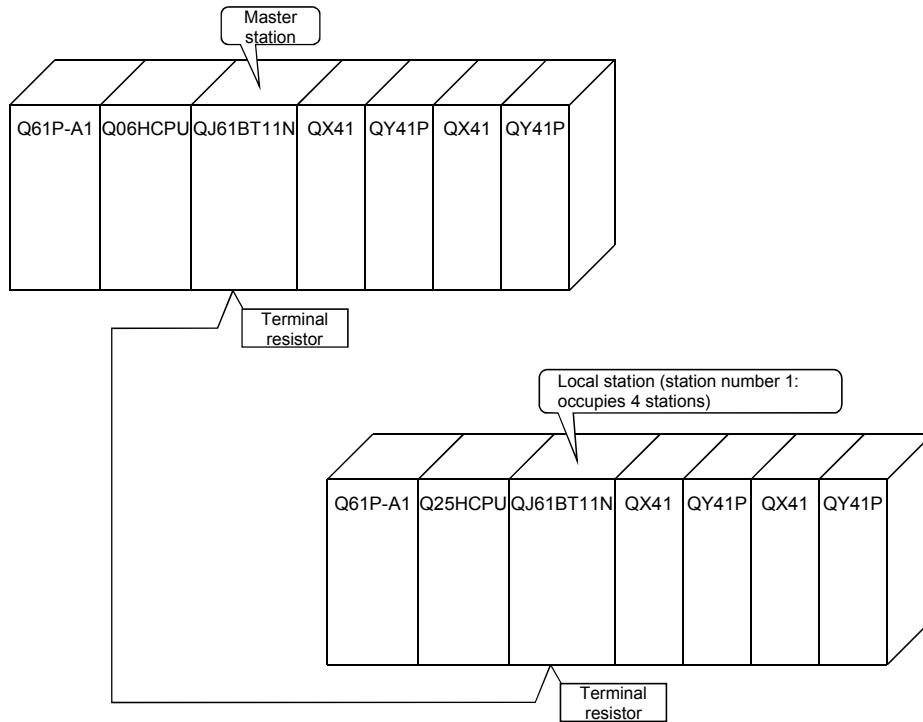 Master
station
Q61P-A1 Q06HCPU QJ61BT11N QX41 QY41P QX41 QY41P
Terminal
resistor
Local station (station number 1:
occupies 4 stations)
Q61P-A1 Q25HCPU QJ61BT11N QX41 QY41P QX41 QY41P
Terminal
resistor